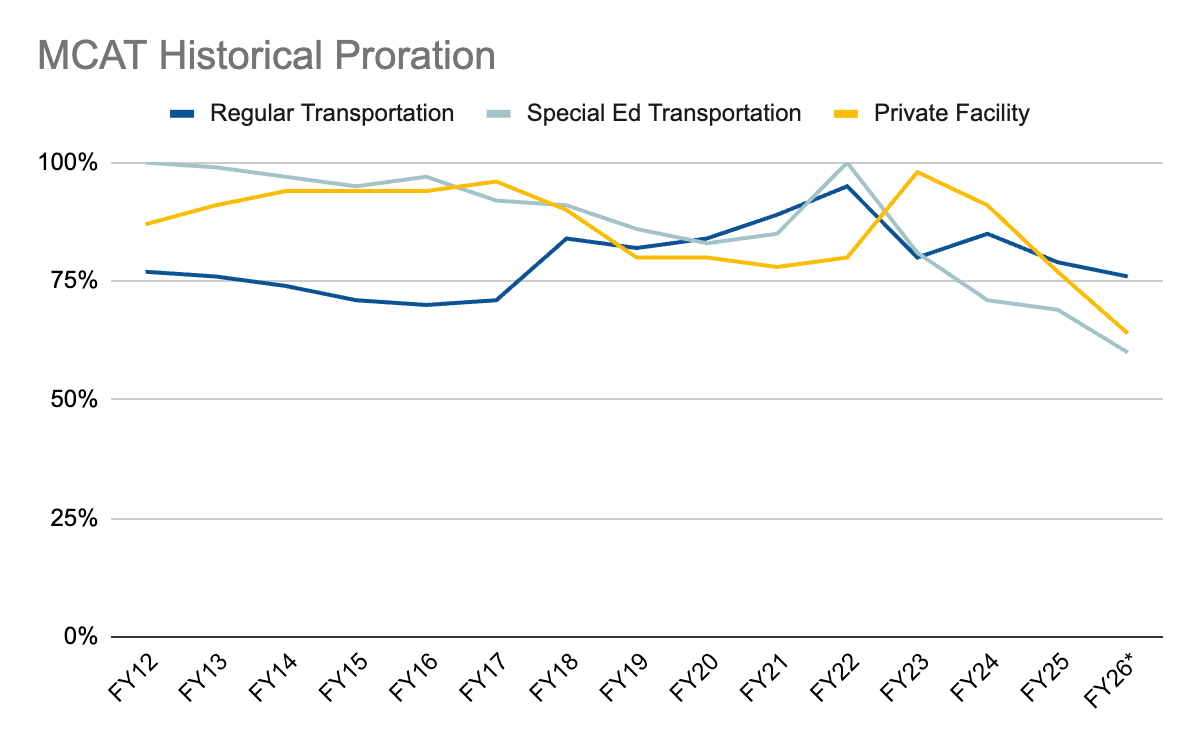 MCAT Historical Proration
Regular Transportation Special Ed Transportation Private Facility
100%
75%
50%
25%
0%
FY12 FY13 FY14 FY15 FY16 FY17 FY18 FY19 FY20 FY21 FY22 FY23 FY24 FY25 FY26*